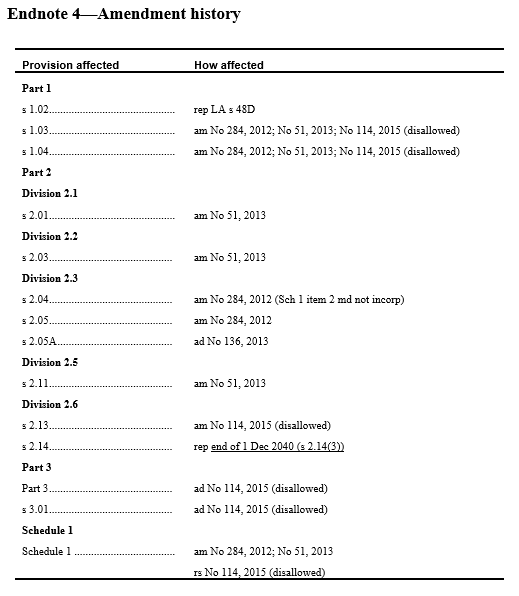 Endnote 4—Amendment history
Provision affected How affected
Part 1
s 1.02.......................................... rep LA s 48D
s 1.03.......................................... am No 284, 2012; No 51, 2013; No 114, 2015 (disallowed)
s 1.04.......................................... am No 284, 2012; No 51, 2013; No 114, 2015 (disallowed)
Part 2
Division 2.1
s 2.01.......................................... am No 51, 2013
Division 2.2
s 2.03......................................... am No 51, 2013
Division 2.3
s 2.04......................................... am No 284, 2012 (Sch 1 item 2 md not incorp)
s 2.05......................................... am No 284, 2012
s 2.05A....................................... ad No 136, 2013
Division 2.5
s 2.11......................................... am No 51, 2013
Division 2.6
s 2.13......................................... am No 114, 2015 (disallowed)
s 2.14......................................... rep end of 1 Dec 2040 (s 2.14(3))
Part 3
Part 3......................................... ad No 114, 2015 (disallowed)
s 3.01......................................... ad No 114, 2015 (disallowed)
Schedule 1
Schedule 1 .................................. am No 284, 2012; No 51, 2013
rs No 114, 2015 (disallowed)